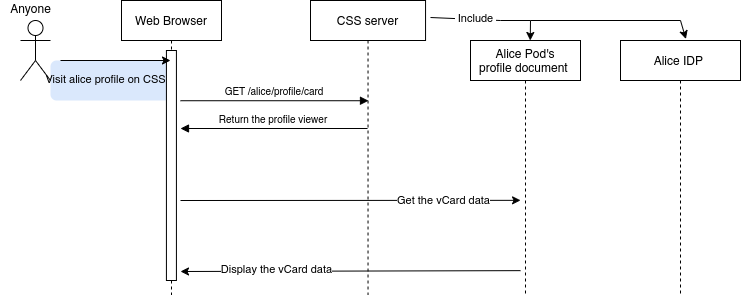 Anyone
Web Browser
CSS server
Include
Alice Pod's
profile document
Alice IDP
Visit alice profile on CSS
GET /alice/profile/card
Return the profile viewer
Get the vCard data
Display the vCard data